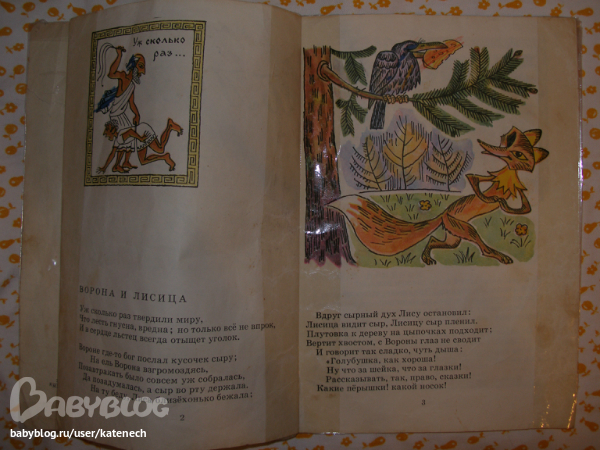 Уж сколько
раз...
ВОРОНА И ЛИСИЦА
Уж сколько раз твердили миру,
Что лесть гнусна, вредна; но только всё не впрок,
И в сердце льстец всегда отыщет уголок.
Вороне где-то бог послал кусочек сыру;
На ель Ворона взгромоздясь,
Позавтракать было совсем уж собралась,
Да позадумалась, а сыр во рту держала.
На ту беду близёхонько бежала;
2
Вдруг сырный дух Лису остановил:
Лисица видит сыр, Лисицу сыр пленил.
Плутовка к дереву на цыпочках подходит;
Вертит хвостом, с Вороны глаз не сводит
И говорит так сладко, чуть дыша:
«Голубушка, как хороша!
Ну что за шейка, что за глазки!
Рассказывать, так, право, сказки!
Какие пёрышки! какой носок!
3
BABYBLOG
babyblog.ru/user/katenech